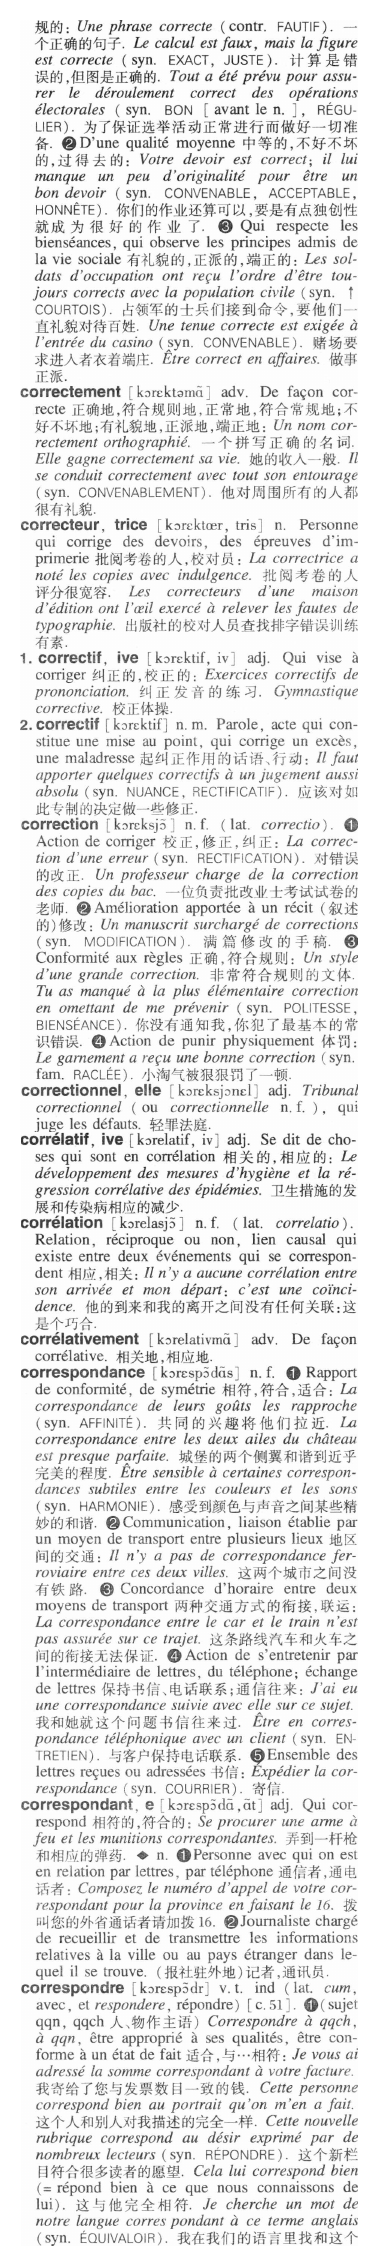 规的: Une phrase correcte (contr. FAUTIF). 一
个正确的句子. Le calcul est faux, mais la figure
est correcte (syn. EXACT, JUSTE). 计算是错
误的,但图是正确的. Tout a été prévu pour assu-
rer le déroulement correct des opérations
électorales (syn. BON [avant le n.], RÉGU-
LIER). 为了保证选举活动正常进行而做好一切准
备. ❷D'une qualité moyenne 中等的,不好不坏
的,过得去的: Votre devoir est correct; il lui
manque un peu d'originalité pour être un
bon devoir (syn. CONVENABLE, ACCEPTABLE,
HONNÊTE). 你们的作业还算可以,要是有点独创性
就成为很好的作业了. ❸ Qui respecte les
bienséances, qui observe les principes admis de
la vie sociale 有礼貌的,正派的,端正的: Les sol-
dats d'occupation ont reçu l'ordre d'être tou-
jours corrects avec la population civile (syn. ↑
COURTOIS). 占领军的士兵们接到命令,要他们一
直礼貌对待百姓. Une tenue correcte est exigée à
l'entrée du casino (syn. CONVENABLE). 赌场要
求进入者衣着端庄. Être correct en affaires. 做事
正派.
correctement [kɔrɛktəmɑ̃] adv. De façon cor-
recte 正确地,符合规则地,正常地,符合常规地;不
好不坏地;有礼貌地,正派地,端正地: Un nom cor-
rectement orthographié. 一个拼写正确的名词.
Elle gagne correctement sa vie. 她的收入一般. Il
se conduit correctement avec tout son entourage
(syn. CONVENABLEMENT). 他对周围所有的人都
很有礼貌.
correcteur, trice [kɔrɛktœr, tris] n. Personne
qui corrige des devoirs, des épreuves d'im-
primerie 批阅考卷的人,校对员: La correctrice a
noté les copies avec indulgence. 批阅考卷的人
评分很宽容. Les correcteurs d'une maison
d'édition ont l'œil exercé à relever les fautes de
typographie. 出版社的校对人员查找排字错误训练
有素.
1. correctif, ive [kɔrɛktif, iv] adj. Qui vise à
corriger 纠正的,校正的: Exercices correctifs de
prononciation. 纠正发音的练习. Gymnastique
corrective. 校正体操.
2. correctif [kɔrɛktif] n. m. Parole, acte qui con-
stitue une mise au point, qui corrige un excès,
une maladresse 起纠正作用的话语、行动: Il faut
apporter quelques correctifs à un jugement aussi
absolu (syn. NUANCE, RECTIFICATIF). 应该对如
此专制的决定做一些修正.
correction [kɔrɛksjɔ̃] n. f. (lat. correctio). ❶
Action de corriger 校正,修正,纠正: La correc-
tion d'une erreur (syn. RECTIFICATION). 对错误
的改正. Un professeur charge de la correction
des copies du bac. 一位负责批改业士考试试卷的
老师. ❷Amélioration apportée à un récit (叙述
的)修改: Un manuscrit surchargé de corrections
(syn. MODIFICATION). 满篇修改的手稿. ❸
Conformité aux règles 正确,符合规则: Un style
d'une grande correction. 非常符合规则的文体.
Tu as manqué à la plus élémentaire correction
en omettant de me prévenir (syn. POLITESSE,
BIENSÉANCE). 你没有通知我,你犯了最基本的常
识错误. ❹Action de punir physiquement 体罚:
Le garnement a reçu une bonne correction (syn.
fam. RACLÉE). 小淘气被狠狠罚了一顿.
correctionnel, elle [kɔrɛksjɔnɛl] adj. Tribunal
correctionnel (ou correctionnelle n. f.), qui
juge les défauts. 轻罪法庭.
corrélatif, ive [kɔrelatif, iv] adj. Se dit de cho-
ses qui sont en corrélation 相关的,相应的: Le
développement des mesures d'hygiène et la ré-
gression corrélative des épidémies. 卫生措施的发
展和传染病相应的减少.
corrélation [kɔrelasjɔ̃] n. f. (lat. correlatio).
Relation, réciproque ou non, lien causal qui
existe entre deux événements qui se correspon-
dent 相应,相关: Il n'y a aucune corrélation entre
son arrivée et mon départ: c'est une coïnci-
dence. 他的到来和我的离开之间没有任何关联:这
是个巧合.
corrélativement [kɔrelativmɑ̃] adv. De façon
corrélative. 相关地,相应地.
correspondance [kɔrɛspɔ̃dɑ̃s] n. f. ❶ Rapport
de conformité, de symétrie 相符,符合,适合: La
correspondance de leurs goûts les rapproche
(syn. AFFINITÉ). 共同的兴趣将他们拉近. La
correspondance entre les deux ailes du château
est presque parfaite. 城堡的两个侧翼和谐到近乎
完美的程度. Être sensible à certaines correspon-
dances subtiles entre les couleurs et les sons
(syn. HARMONIE). 感受到颜色与声音之间某些精
妙的和谐. ❷Communication, liaison établie par
un moyen de transport entre plusieurs lieux 地区
间的交通: Il n'y a pas de correspondance fer-
roviaire entre ces deux villes. 这两个城市之间没
有铁路. ❸ Concordance d'horaire entre deux
moyens de transport 两种交通方式的衔接,联运:
La correspondance entre le car et le train n'est
pas assurée sur ce trajet. 这条路线汽车和火车之
间的衔接无法保证. ❹Action de s'entretenir par
l'intermédiaire de lettres, du téléphone; échange
de lettres 保持书信、电话联系;通信往来: J'ai eu
une correspondance suivie avec elle sur ce sujet.
我和她就这个问题书信往来过. Être en corres-
pondance téléphonique avec un client (syn. EN-
TRETIEN). 与客户保持电话联系. ❺Ensemble des
lettres reçues ou adressées 书信: Expédier la cor-
respondance (syn. COURRIER). 寄信.
correspondant, e [kɔrɛspɔ̃dɑ̃, ɑ̃t] adj. Qui cor-
respond 相符的,符合的: Se procurer une arme à
feu et les munitions correspondantes. 弄到一杆枪
和相应的弹药. ◆ n. ❶Personne avec qui on est
en relation par lettres, par téléphone 通信者,通电
话者: Composez le numéro d'appel de votre cor-
respondant pour la province en faisant le 16. 拨
叫您的外省通话者请加拨 16. ❷Journaliste chargé
de recueillir et de transmettre les informations
relatives à la ville ou au pays étranger dans le-
quel il se trouve. (报社驻外地)记者,通讯员.
correspondre [kɔrɛspɔ̃dr] v. t. ind (lat. cum,
avec, et respondere, répondre) [c. 51]. ❶(sujet
qqn, qqch 人、物作主语) Correspondre à qqch,
à qqn, être approprié à ses qualités, être con-
forme à un état de fait 适合,与…相符: Je vous ai
adressé la somme correspondant à votre facture.
我寄给了您与发票数目一致的钱. Cette personne
correspond bien au portrait qu'on m'en a fait.
这个人和别人对我描述的完全一样. Cette nouvelle
rubrique correspond au désir exprimé par de
nombreux lecteurs (syn. RÉPONDRE). 这个新栏
目符合很多读者的愿望. Cela lui correspond bien
(= répond bien à ce que nous connaissons de
lui). 这与他完全相符. Je cherche un mot de
notre langue corres pondant à ce terme anglais
(syn. ÉQUIVALOIR). 我在我们的语言里找和这个